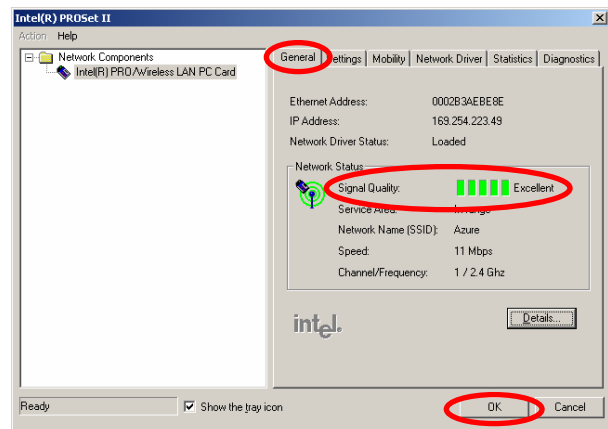 Intel(R) PROSet II
Action Help
Network Components
Intel(R) PRO/Wireless LAN PC Card
General Settings Mobility Network Driver Statistics Diagnostics
Ethernet Address: 0002B3AEBE8E
IP Address: 169.254.223.49
Network Driver Status: Loaded
Network Status
Signal Quality: Excellent
Service Area: In range
Network Name (SSID): Azure
Speed: 11 Mbps
Channel/Frequency: 1 / 2.4 Ghz
intel.
Details...
Ready Show the tray icon OK Cancel